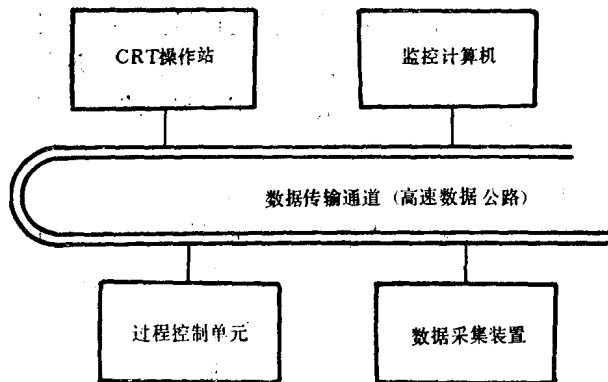 CRT操作站
监控计算机
数据传输通道（高速数据公路）
过程控制单元
数据采集装置